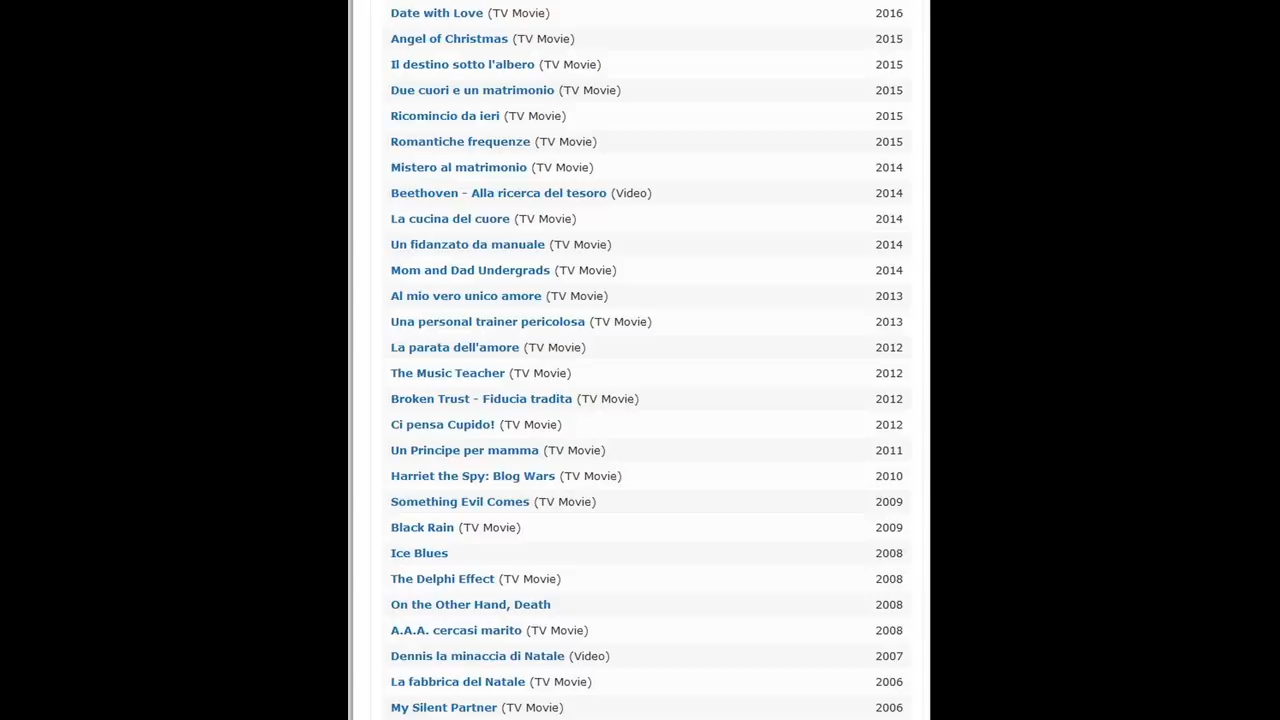 Date with Love (TV Movie) 2016
Angel of Christmas (TV Movie) 2015
Il destino sotto l'albero (TV Movie) 2015
Due cuori e un matrimonio (TV Movie) 2015
Ricomincio da ieri (TV Movie) 2015
Romantiche frequenze (TV Movie) 2015
Mistero al matrimonio (TV Movie) 2014
Beethoven - Alla ricerca del tesoro (Video) 2014
La cucina del cuore (TV Movie) 2014
Un fidanzato da manuale (TV Movie) 2014
Mom and Dad Undergrads (TV Movie) 2014
Al mio vero unico amore (TV Movie) 2013
Una personal trainer pericolosa (TV Movie) 2013
La parata dell'amore (TV Movie) 2012
The Music Teacher (TV Movie) 2012
Broken Trust - Fiducia tradita (TV Movie) 2012
Ci pensa Cupido! (TV Movie) 2012
Un Principe per mamma (TV Movie) 2011
Harriet the Spy: Blog Wars (TV Movie) 2010
Something Evil Comes (TV Movie) 2009
Black Rain (TV Movie) 2009
Ice Blues 2008
The Delphi Effect (TV Movie) 2008
On the Other Hand, Death 2008
A.A.A. cercasi marito (TV Movie) 2008
Dennis la minaccia di Natale (Video) 2007
La fabbrica del Natale (TV Movie) 2006
My Silent Partner (TV Movie) 2006